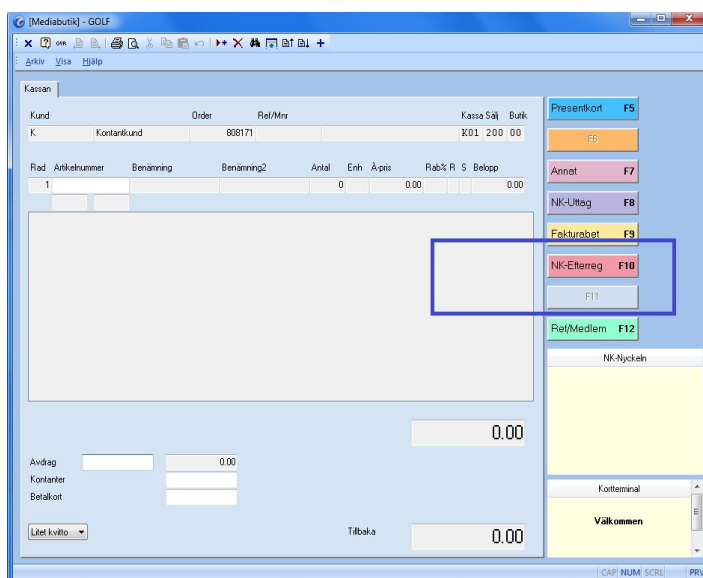 [Mediabutik] - GOLF
OVR
Arkiv Visa Hjälp
Kassan
Kund Order Ref/Mnr Kassa Sälj Butik
K Kontantkund 808171 K01 200 00
Rad Artikelnummer Benämning Benämning2 Antal Enh À-pris Rab% R S Belopp
1 0 0.00 0.00
0.00
Avdrag 0.00
Kontanter
Betalkort
Litet kvitto Tillbaka 0.00
Presentkort F5
F6
Annat F7
NK-Uttag F8
Fakturabet F9
NK-Efterreg F10
F11
Ref/Medlem F12
NK-Nyckeln
Kortterminal
Välkommen
CAP NUM SCRL PRV